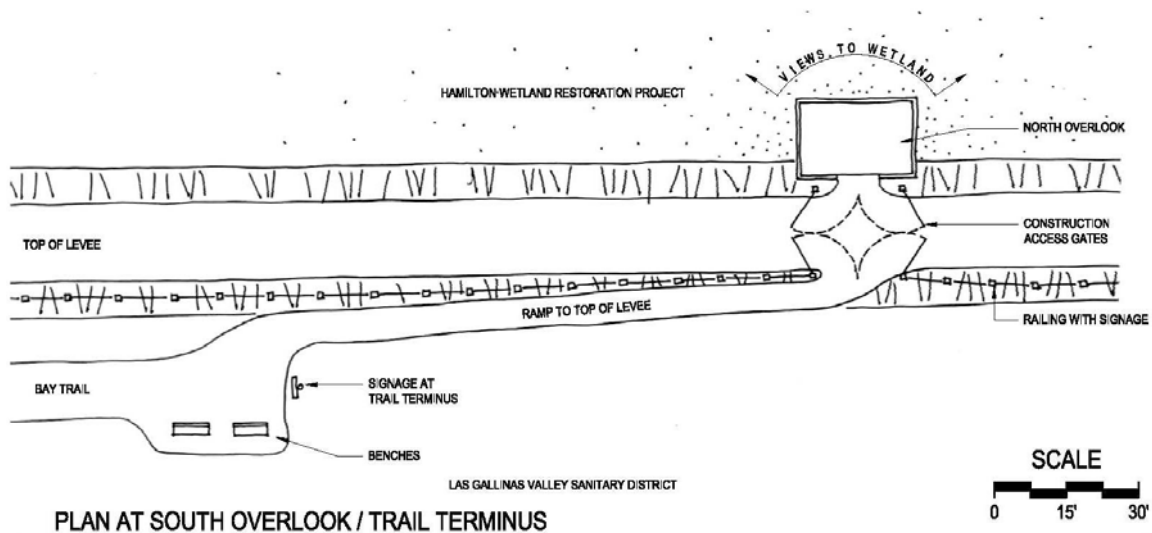 VIEWS TO WETLAND
HAMILTON WETLAND RESTORATION PROJECT
NORTH OVERLOOK
TOP OF LEVEE
CONSTRUCTION
ACCESS GATES
RAMP TO TOP OF LEVEE
RAILING WITH SIGNAGE
BAY TRAIL
SIGNAGE AT
TRAIL TERMINUS
BENCHES
LAS GALLINAS VALLEY SANITARY DISTRICT
SCALE
0 15' 30'
PLAN AT SOUTH OVERLOOK / TRAIL TERMINUS